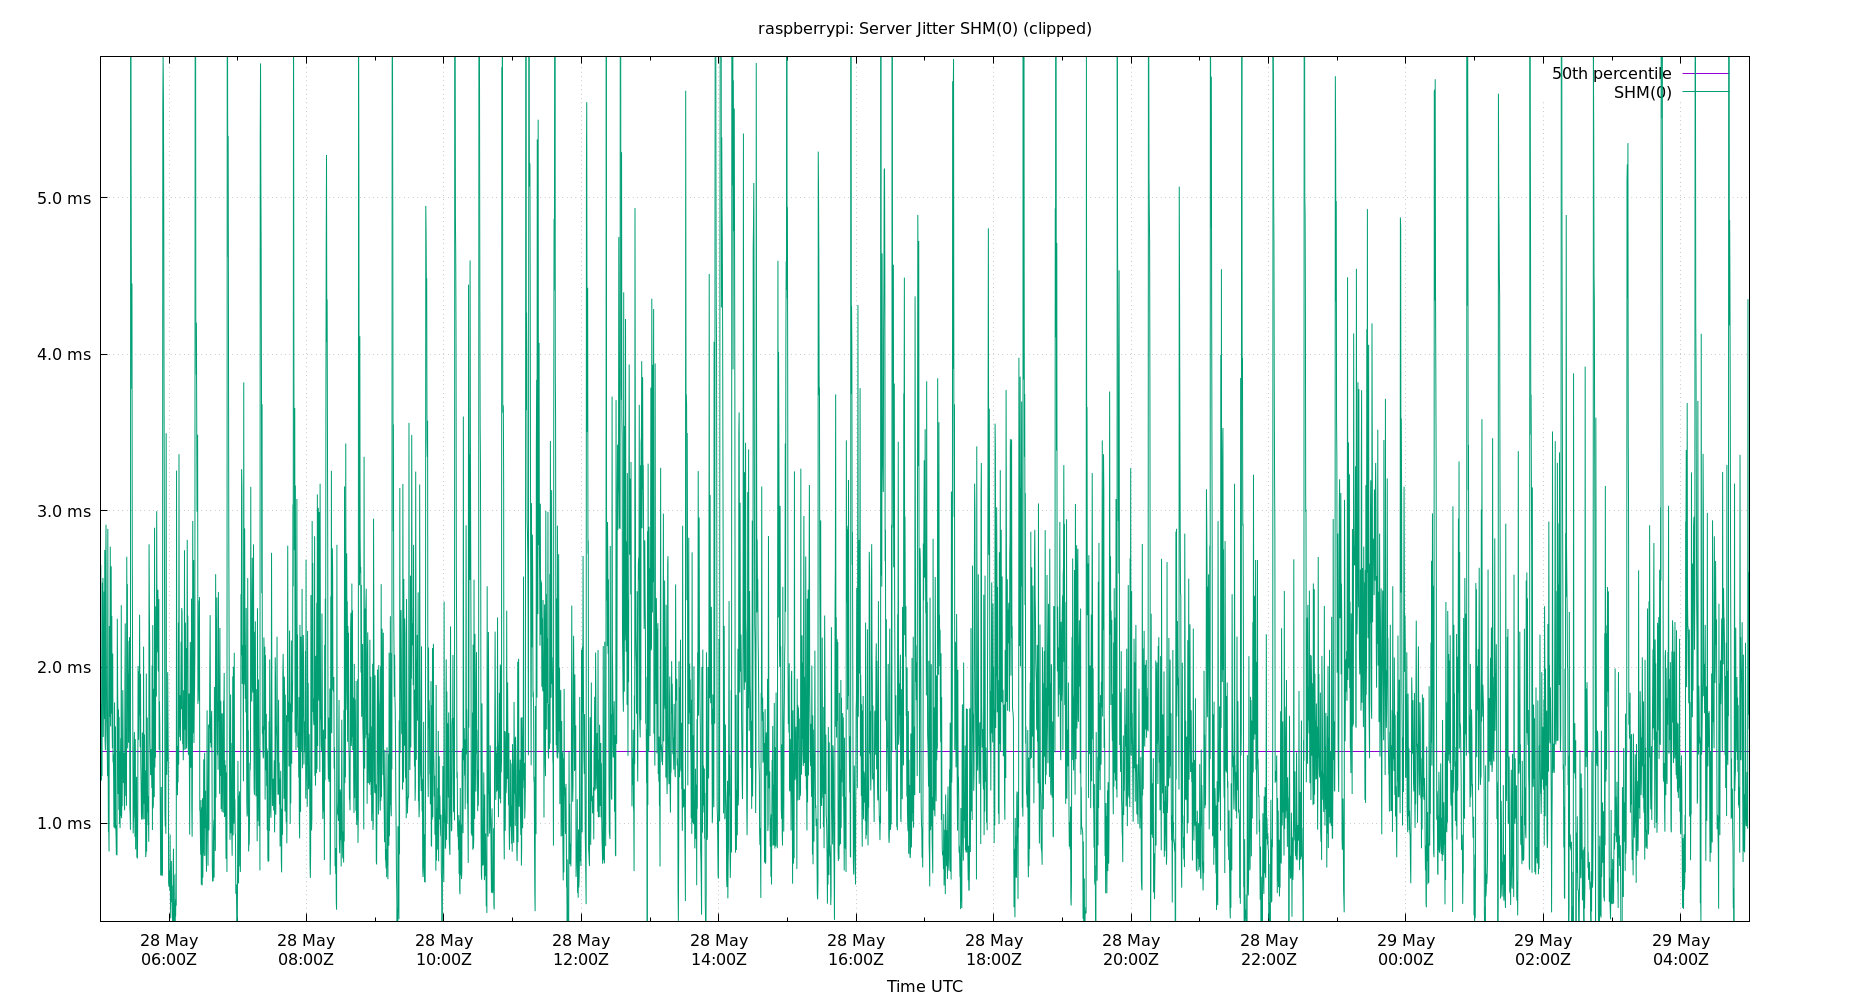 raspberrypi: Server Jitter SHM(0) (clipped)
50th percentile
SHM(0)
5.0 ms
4.0 ms
3.0 ms
2.0 ms
1.0 ms
28 May 28 May 28 May 28 May 28 May 28 May 28 May 28 May 28 May 29 May 29 May 29 May
06:00Z 08:00Z 10:00Z 12:00Z 14:00Z 16:00Z 18:00Z 20:00Z 22:00Z 00:00Z 02:00Z 04:00Z
Time UTC